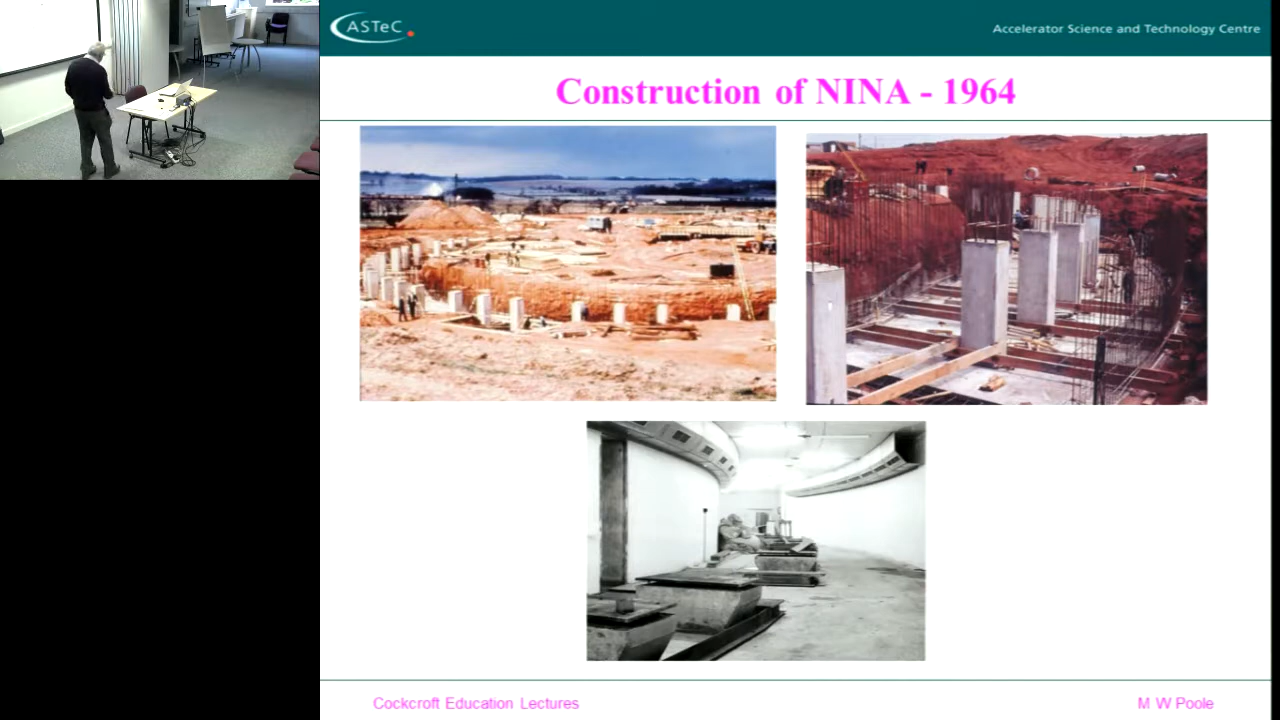 ASTeC
Accelerator Science and Technology Centre
Construction of NINA - 1964
Cockcroft Education Lectures
M W Poole